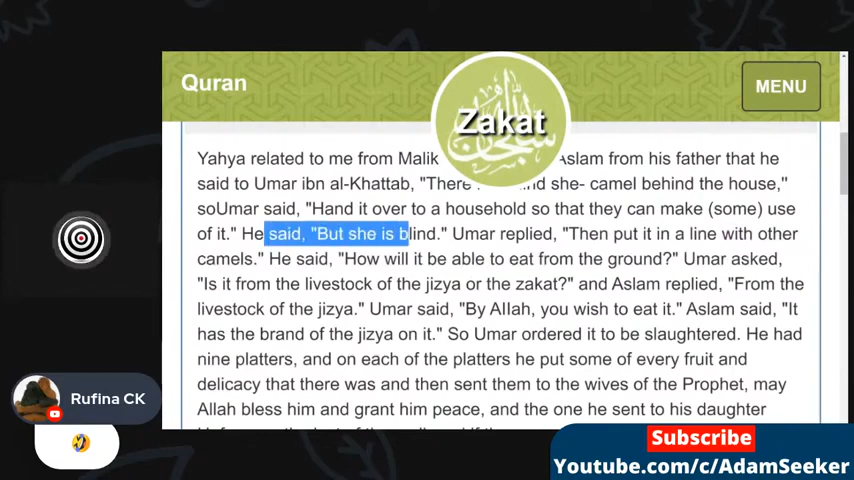 Quran
Zakat
MENU
Yahya related to me from Malik Aslam from his father that he
said to Umar ibn al-Khattab, "There she- camel behind the house,"
soUmar said, "Hand it over to a household so that they can make (some) use
of it." He said, "But she is blind." Umar replied, "Then put it in a line with other
camels." He said, "How will it be able to eat from the ground?" Umar asked,
"Is it from the livestock of the jizya or the zakat?" and Aslam replied, "From the
livestock of the jizya." Umar said, "By AIIah, you wish to eat it." Aslam said, "It
has the brand of the jizya on it." So Umar ordered it to be slaughtered. He had
nine platters, and on each of the platters he put some of every fruit and
delicacy that there was and then sent them to the wives of the Prophet, may
Allah bless him and grant him peace, and the one he sent to his daughter
Rufina CK
Subscribe
Youtube.com/c/AdamSeeker